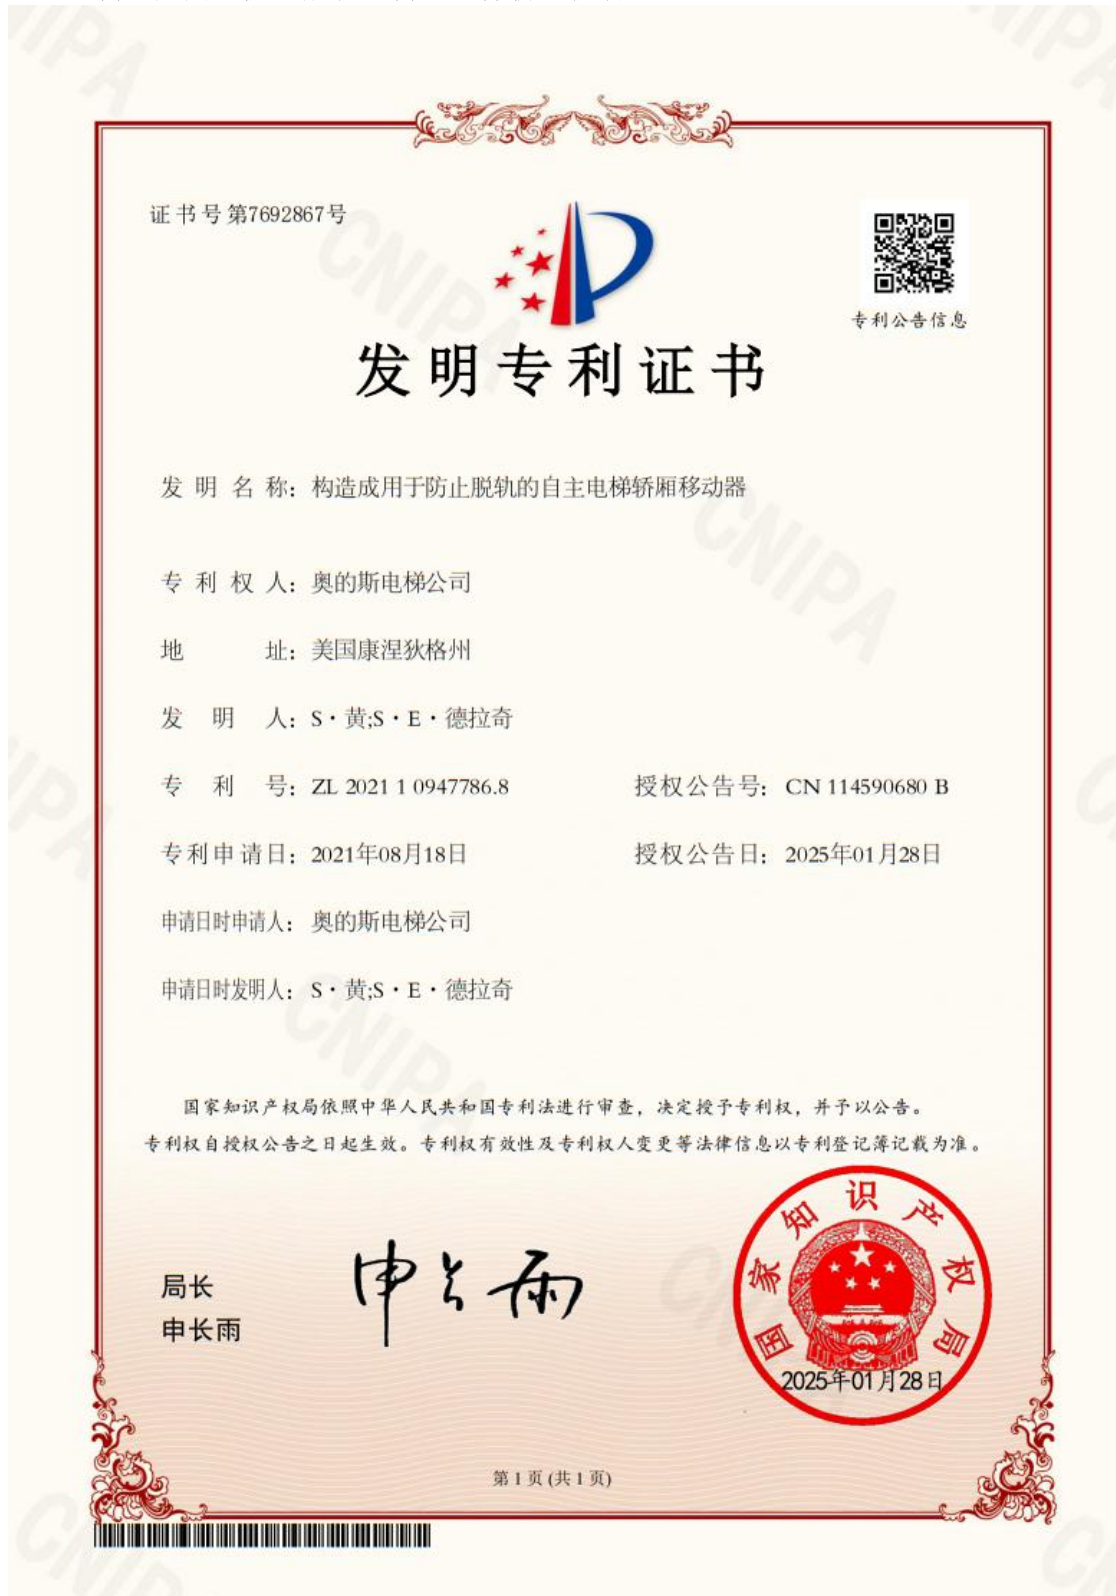 证书号第7692867号
专利公告信息
发明专利证书
发明名称：构造成用于防止脱轨的自主电梯轿厢移动器
专利权人：奥的斯电梯公司
地址：美国康涅狄格州
发明人：S·黄;S·E·德拉奇
专利号：ZL 2021 1 0947786.8 授权公告号：CN 114590680 B
专利申请日：2021年08月18日 授权公告日：2025年01月28日
申请日时申请人：奥的斯电梯公司
申请日时发明人：S·黄;S·E·德拉奇
国家知识产权局依照中华人民共和国专利法进行审查，决定授予专利权，并予以公告。
专利权自授权公告之日起生效。专利权有效性及专利权人变更等法律信息以专利登记簿记载为准。
局长
申长雨
申长雨
国家知识产权局
2025年01月28日
第 1 页 (共 1 页)
CNIPA